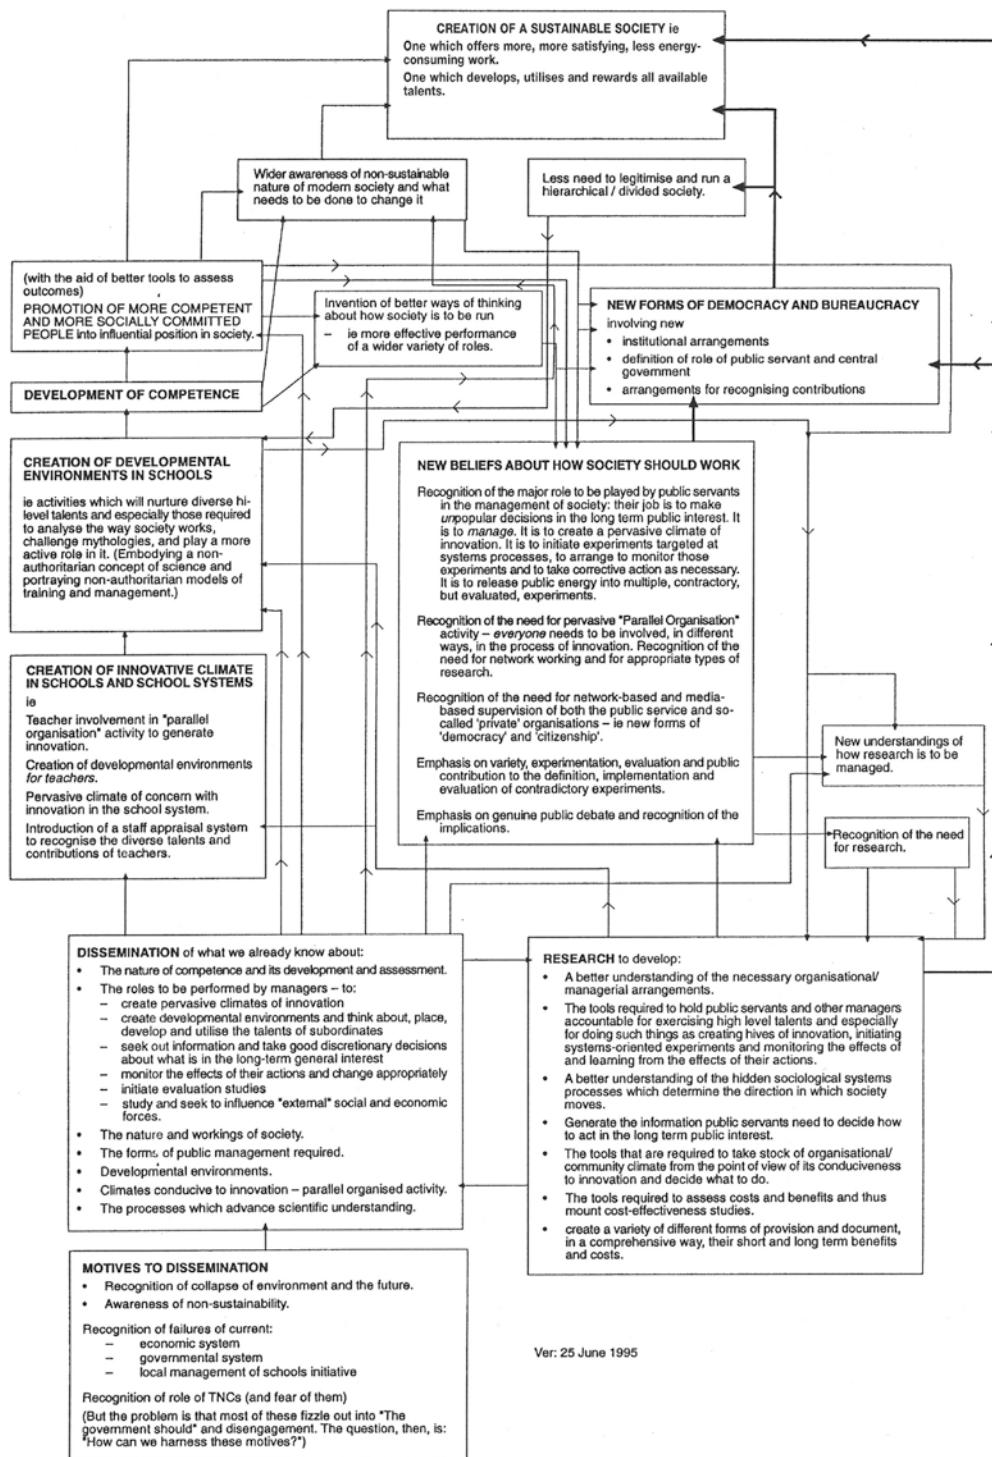 CREATION OF A SUSTAINABLE SOCIETY ie
One which offers more, more satisfying, less energy-
consuming work.
One which develops, utilises and rewards all available
talents.
Wider awareness of non-sustainable
nature of modern society and what
needs to be done to change it
Less need to legitimise and run a
hierarchical / divided society.
(with the aid of better tools to assess
outcomes)
PROMOTION OF MORE COMPETENT
AND MORE SOCIALLY COMMITTED
PEOPLE into influential position in society.
Invention of better ways of thinking
about how society is to be run
– ie more effective performance
of a wider variety of roles.
NEW FORMS OF DEMOCRACY AND BUREAUCRACY
involving new
• institutional arrangements
• definition of role of public servant and central
government
• arrangements for recognising contributions
DEVELOPMENT OF COMPETENCE
CREATION OF DEVELOPMENTAL
ENVIRONMENTS IN SCHOOLS
ie activities which will nurture diverse hi-
level talents and especially those required
to analyse the way society works,
challenge mythologies, and play a more
active role in it. (Embodying a non-
authoritarian concept of science and
portraying non-authoritarian models of
training and management.)
NEW BELIEFS ABOUT HOW SOCIETY SHOULD WORK
Recognition of the major role to be played by public servants
in the management of society: their job is to make
unpopular decisions in the long term public interest. It
is to manage. It is to create a pervasive climate of
innovation. It is to initiate experiments targeted at
systems processes, to arrange to monitor those
experiments and to take corrective action as necessary.
It is to release public energy into multiple, contractory,
but evaluated, experiments.
Recognition of the need for pervasive "Parallel Organisation"
activity – everyone needs to be involved, in different
ways, in the process of innovation. Recognition of the
need for network working and for appropriate types of
research.
Recognition of the need for network-based and media-
based supervision of both the public service and so-
called 'private' organisations – ie new forms of
'democracy' and 'citizenship'.
Emphasis on variety, experimentation, evaluation and public
contribution to the definition, implementation and
evaluation of contradictory experiments.
Emphasis on genuine public debate and recognition of the
implications.
CREATION OF INNOVATIVE CLIMATE
IN SCHOOLS AND SCHOOL SYSTEMS
ie
Teacher involvement in "parallel
organisation" activity to generate
innovation.
Creation of developmental environments
for teachers.
Pervasive climate of concern with
innovation in the school system.
Introduction of a staff appraisal system
to recognise the diverse talents and
contributions of teachers.
New understandings of
how research is to be
managed.
Recognition of the need
for research.
DISSEMINATION of what we already know about:
• The nature of competence and its development and assessment.
• The roles to be performed by managers – to:
– create pervasive climates of innovation
– create developmental environments and think about, place,
develop and utilise the talents of subordinates
– seek out information and take good discretionary decisions
about what is in the long-term general interest
– monitor the effects of their actions and change appropriately
– initiate evaluation studies
– study and seek to influence "external" social and economic
forces.
• The nature and workings of society.
• The forms of public management required.
• Developmental environments.
• Climates conducive to innovation – parallel organised activity.
• The processes which advance scientific understanding.
RESEARCH to develop:
• A better understanding of the necessary organisational/
managerial arrangements.
• The tools required to hold public servants and other managers
accountable for exercising high level talents and especially
for doing such things as creating hives of innovation, initiating
systems-oriented experiments and monitoring the effects of
and learning from the effects of their actions.
• A better understanding of the hidden sociological systems
processes which determine the direction in which society
moves.
• Generate the information public servants need to decide how
to act in the long term public interest.
• The tools that are required to take stock of organisational/
community climate from the point of view of its conduciveness
to innovation and decide what to do.
• The tools required to assess costs and benefits and thus
mount cost-effectiveness studies.
• create a variety of different forms of provision and document,
in a comprehensive way, their short and long term benefits
and costs.
MOTIVES TO DISSEMINATION
• Recognition of collapse of environment and the future.
• Awareness of non-sustainability.
Recognition of failures of current:
– economic system
– governmental system
– local management of schools initiative
Recognition of role of TNCs (and fear of them)
(But the problem is that most of these fizzle out into "The
government should" and disengagement. The question, then, is:
"How can we harness these motives?")
Ver: 25 June 1995